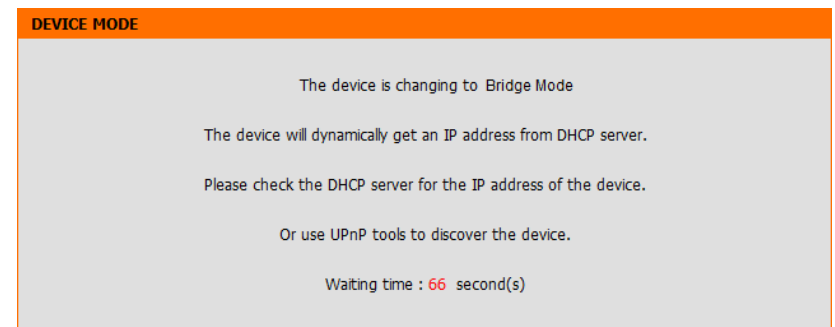 DEVICE MODE
The device is changing to Bridge Mode
The device will dynamically get an IP address from DHCP server.
Please check the DHCP server for the IP address of the device.
Or use UPnP tools to discover the device.
Waiting time : 66 second(s)